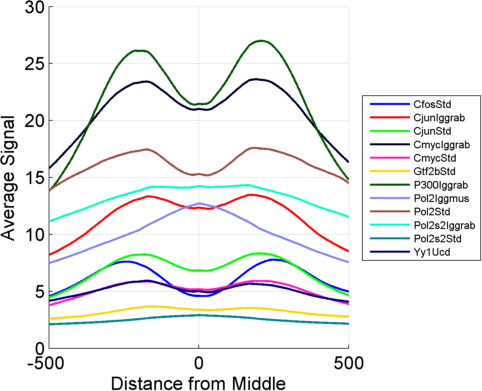 30
25
20
15
10
5
0
Average Signal
-500
0
500
Distance from Middle
CfosStd
CjunIggrab
CjunStd
CmycIggrab
CmycStd
Gtf2bStd
P300Iggrab
Pol2Iggmus
Pol2Std
Pol2s2Iggrab
Pol2s2Std
Yy1Ucd